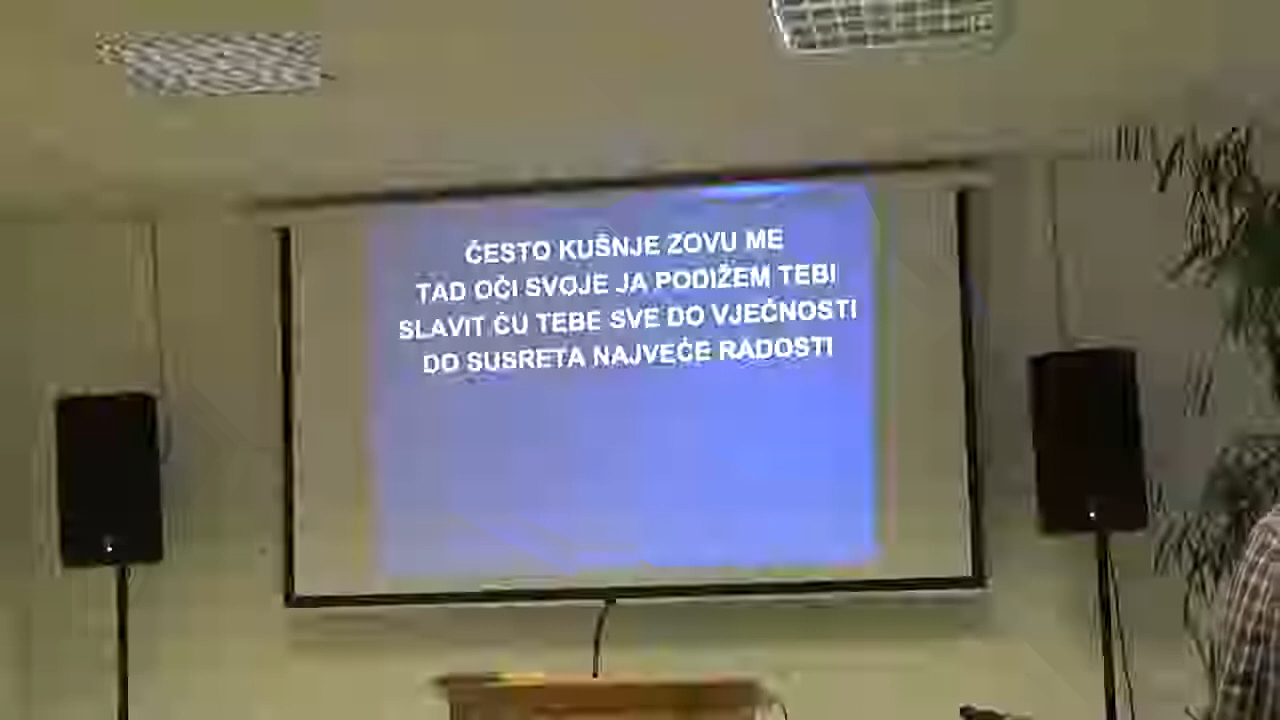 ČESTO KUŠNJE ZOVU ME
TAD OČI SVOJE JA PODIŽEM TEBI
SLAVIT ĆU TEBE SVE DO VJEČNOSTI
DO SUSRETA NAJVEĆE RADOSTI